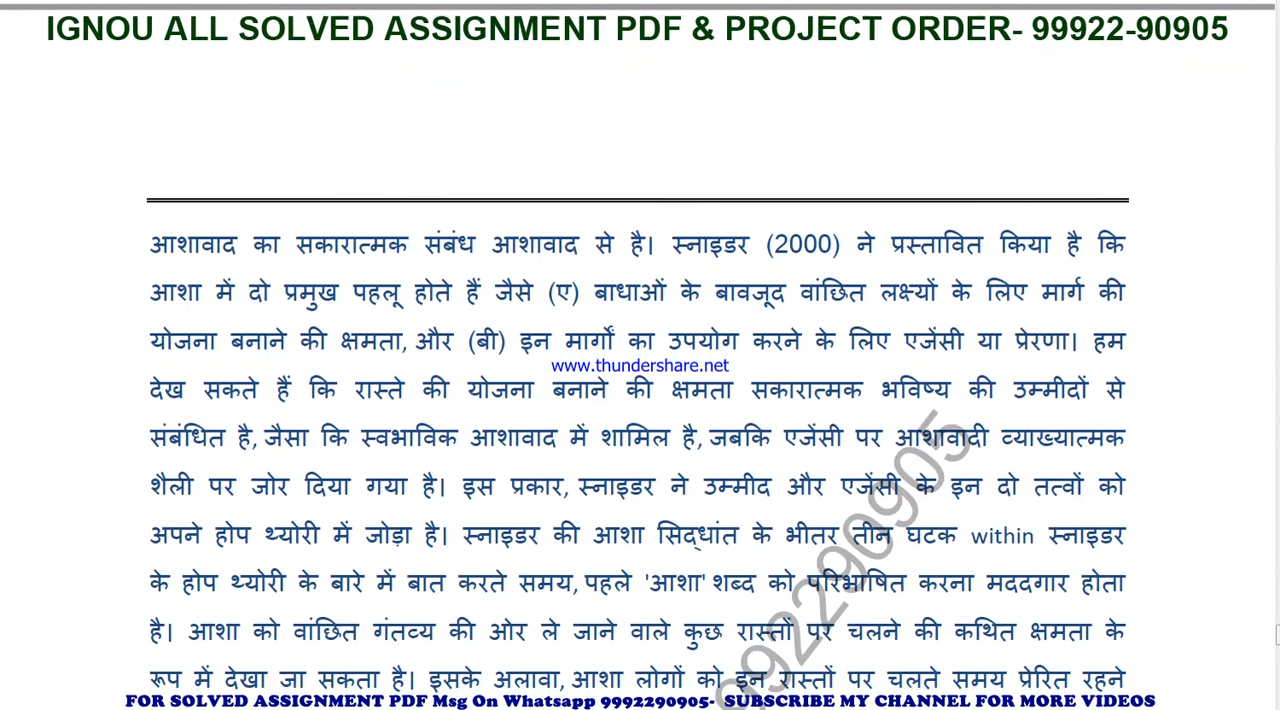 IGNOU ALL SOLVED ASSIGNMENT PDF & PROJECT ORDER- 99922-90905
आशावाद का सकारात्मक संबंध आशावाद से है। स्नाइडर (2000) ने प्रस्तावित किया है कि
आशा में दो प्रमुख पहलू होते हैं जैसे (ए) बाधाओं के बावजूद वांछित लक्ष्यों के लिए मार्ग की
योजना बनाने की क्षमता, और (बी) इन मार्गों का उपयोग करने के लिए एजेंसी या प्रेरणा। हम
www.thundershare.net
देख सकते हैं कि रास्ते की योजना बनाने की क्षमता सकारात्मक भविष्य की उम्मीदों से
संबंधित है, जैसा कि स्वभाविक आशावाद में शामिल है, जबकि एजेंसी पर आशावादी व्याख्यात्मक
शैली पर जोर दिया गया है। इस प्रकार, स्नाइडर ने उम्मीद और एजेंसी के इन दो तत्वों को
अपने होप थ्योरी में जोड़ा है। स्नाइडर की आशा सिद्धांत के भीतर तीन घटक within स्नाइडर
के होप थ्योरी के बारे में बात करते समय, पहले 'आशा' शब्द को परिभाषित करना मददगार होता
है। आशा को वांछित गंतव्य की ओर ले जाने वाले कुछ रास्तों पर चलने की कथित क्षमता के
रूप में देखा जा सकता है। इसके अलावा, आशा लोगों को इन रास्तों पर चलते समय प्रेरित रहने
9992290905
FOR SOLVED ASSIGNMENT PDF Msg On Whatsapp 9992290905- SUBSCRIBE MY CHANNEL FOR MORE VIDEOS